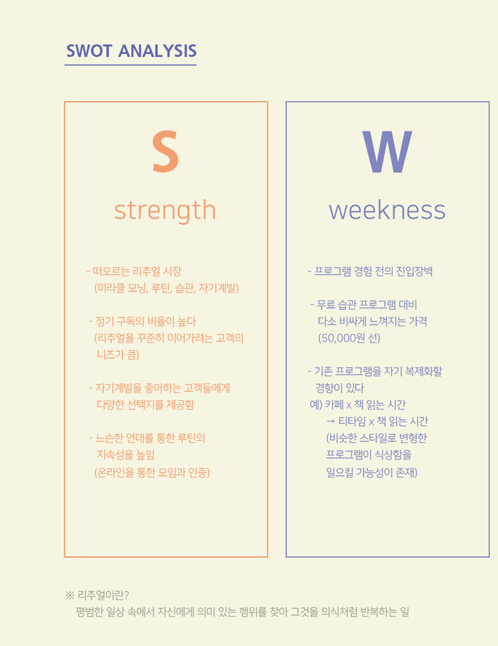 SWOT ANALYSIS
S
strength
- 떠오르는 리추얼 시장
(미라클 모닝, 루틴, 습관, 자기계발)
- 정기 구독의 비율이 높다
(리추얼을 꾸준히 이어가려는 고객의
니즈가 큼)
- 자기계발을 좋아하는 고객들에게
다양한 선택지를 제공함
- 느슨한 연대를 통한 루틴의
지속성을 높임
(온라인을 통한 모임과 인증)
W
weekness
- 프로그램 경험 전의 진입장벽
- 무료 습관 프로그램 대비
다소 비싸게 느껴지는 가격
(50,000원 선)
- 기존 프로그램을 자기 복제화할
경향이 있다
예) 카페 x 책 읽는 시간
→ 티타임 x 책 읽는 시간
(비슷한 스타일로 변형한
프로그램이 식상함을
일으킬 가능성이 존재)
※ 리추얼이란?
평범한 일상 속에서 자신에게 의미 있는 행위를 찾아 그것을 의식처럼 반복하는 일